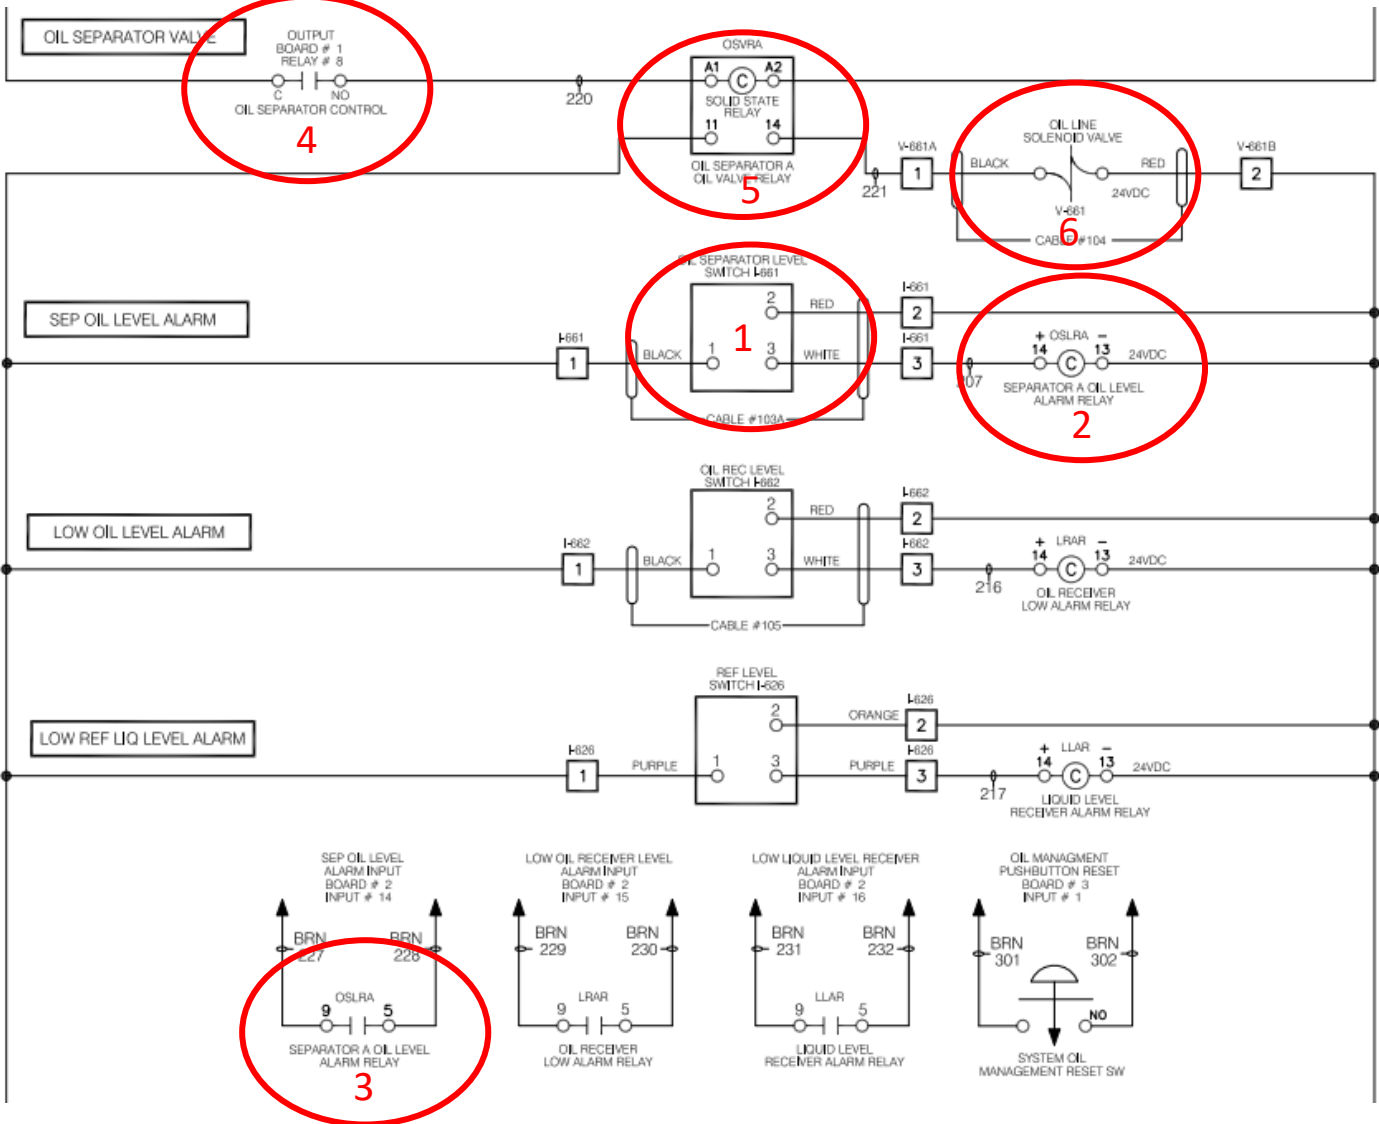 OIL SEPARATOR VALVE
OUTPUT
BOARD # 1
RELAY # 8
C
NO
OIL SEPARATOR CONTROL
4
220
OSVRA
A1
C
A2
SOLID STATE
RELAY
11
14
OIL SEPARATOR A
OIL VALVE RELAY
5
221
V-661A
1
BLACK
OIL LINE
SOLENOID VALVE
RED
24VDC
V-661
6
CABLE #104
V-661B
2
SEP OIL LEVEL ALARM
I-661
1
BLACK
OIL SEPARATOR LEVEL
SWITCH I-661
2
1
1
3
RED
WHITE
CABLE #103A
I-661
2
I-661
3
207
+ OSLRA −
14
C
13
24VDC
SEPARATOR A OIL LEVEL
ALARM RELAY
2
LOW OIL LEVEL ALARM
I-662
1
BLACK
OIL REC LEVEL
SWITCH I-662
2
1
3
RED
WHITE
CABLE #105
I-662
2
I-662
3
216
+ LRAR −
14
C
13
24VDC
OIL RECEIVER
LOW ALARM RELAY
LOW REF LIQ LEVEL ALARM
I-626
1
PURPLE
REF LEVEL
SWITCH I-626
2
1
3
ORANGE
PURPLE
I-626
2
I-626
3
217
+ LLAR −
14
C
13
24VDC
LIQUID LEVEL
RECEIVER ALARM RELAY
SEP OIL LEVEL
ALARM INPUT
BOARD # 2
INPUT # 14
BRN
227
BRN
228
OSLRA
9
5
SEPARATOR A OIL LEVEL
ALARM RELAY
3
LOW OIL RECEIVER LEVEL
ALARM INPUT
BOARD # 2
INPUT # 15
BRN
229
BRN
230
LRAR
9
5
OIL RECEIVER
LOW ALARM RELAY
LOW LIQUID LEVEL RECEIVER
ALARM INPUT
BOARD # 2
INPUT # 16
BRN
231
BRN
232
LLAR
9
5
LIQUID LEVEL
RECEIVER ALARM RELAY
OIL MANAGMENT
PUSHBUTTON RESET
BOARD # 3
INPUT # 1
BRN
301
BRN
302
NO
SYSTEM OIL
MANAGEMENT RESET SW